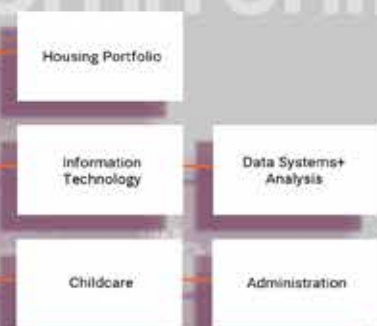 Housing Portfolio
Information
Technology
Data Systems+
Analysis
Childcare
Administration